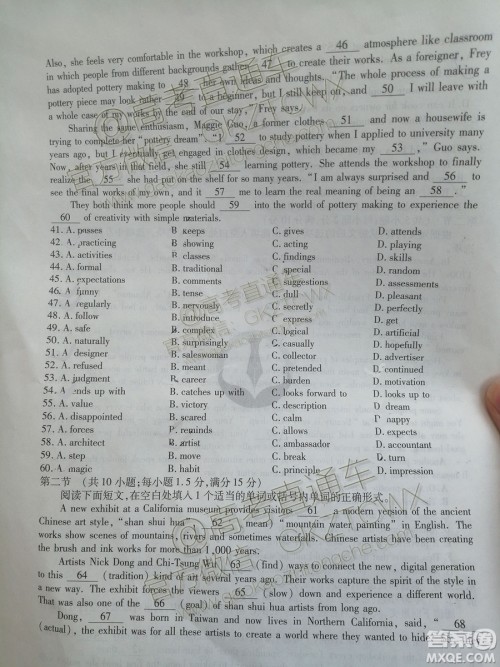 Also, she feels very comfortable in the workshop, which creates a 46 atmosphere like classroom
in which people from different backgrounds gather 47 to create their works. As a foreigner, Frey
has adopted pottery making to 48 her own ideas and thoughts. "The whole process of making a
pottery piece may look rather 49 to a beginner, but I still keep on, and 50 I will leave with
a whole box of my works at the end of our stay," Frey says.
Sharing the same enthusiasm, Maggie Guo, a former clothes 51 and now a housewife is
trying to complete her "pottery dream". "I 52 to study pottery when I applied to university many
years ago, but I eventually got engaged in clothes design, which became my 53 ," Guo says.
However, in that field, she still 54 learning pottery. She attends the workshop to finally
realize the 55 she had put on the shelf for so many years. "I am always surprised and 56 to
see the final works of my own, and it 57 me to learn the real meaning of being an 58 ."
They both think more people should 59 into the world of pottery making to experience the
60 of creativity with simple materials.
41. A. posses B. keeps C. gives D. attends
42. A. practicing B. showing C. acting D. playing
43. A. activities B. classes C. findings D. skills
44. A. formal B. traditional C. special D. perfect
45. A. expectations B. comments C. suggestions D. assessments
46. A. funny B. tense C. dull D. creative
47. A. regularly B. nervously C. secretly D. quietly
48. A. follow B. introduce C. express D. get
49. A. safe B. complex C. logical D. artificial
50. A. naturally B. surprisingly C. casually D. hopefully
51. A. designer B. saleswoman C. collector D. advertiser
52. A. refused B. meant C. pretended D. continued
53. A. judgment B. career C. burden D. motivation
54. A. ends up with B. catches up with C. looks down on D. looks forward to
55. A. value B. victory C. description D. dream
56. A. disappointed B. scared C. amused D. satisfied
57. A. forces B. reminds C. allows D. warns
58. A. architect B. artist C. ambassador D. accountant
59. A. step B. series C. break D. turn
60. A. magic B. habit C. principle D. impression
第二节 (共10小题;每小题1.5分,满分15分)
阅读下面短文,在空白处填入1个适当的单词或括号内单词的正确形式。
A new exhibit at a California museum provides visitors 61 a modern version of the ancient
Chinese art style, "shan shui hua" ( 62 mean "mountain water painting" in English. The
works show scenes of mountains, rivers and sometimes waterfalls. Chinese artists have been creating
the brush and ink works for more than 1,000 years.
Artists Nick Dong and Chi-Tsung Wu 63 (find) ways to connect the new, digital generation
to this 64 (tradition) kind of art several years ago. Their works capture the spirit of the style
in a new way. The exhibit forces the viewers 65 (slow) down and enjoy being in the moment.
That was also one of the 66 (goal) of shan shui hua artists from long ago.
Dong, 67 was born in Taiwan and now lives in Northern California, said, " 68
(actual), the exhibit was for all these artists to create a world where they wanted to hide